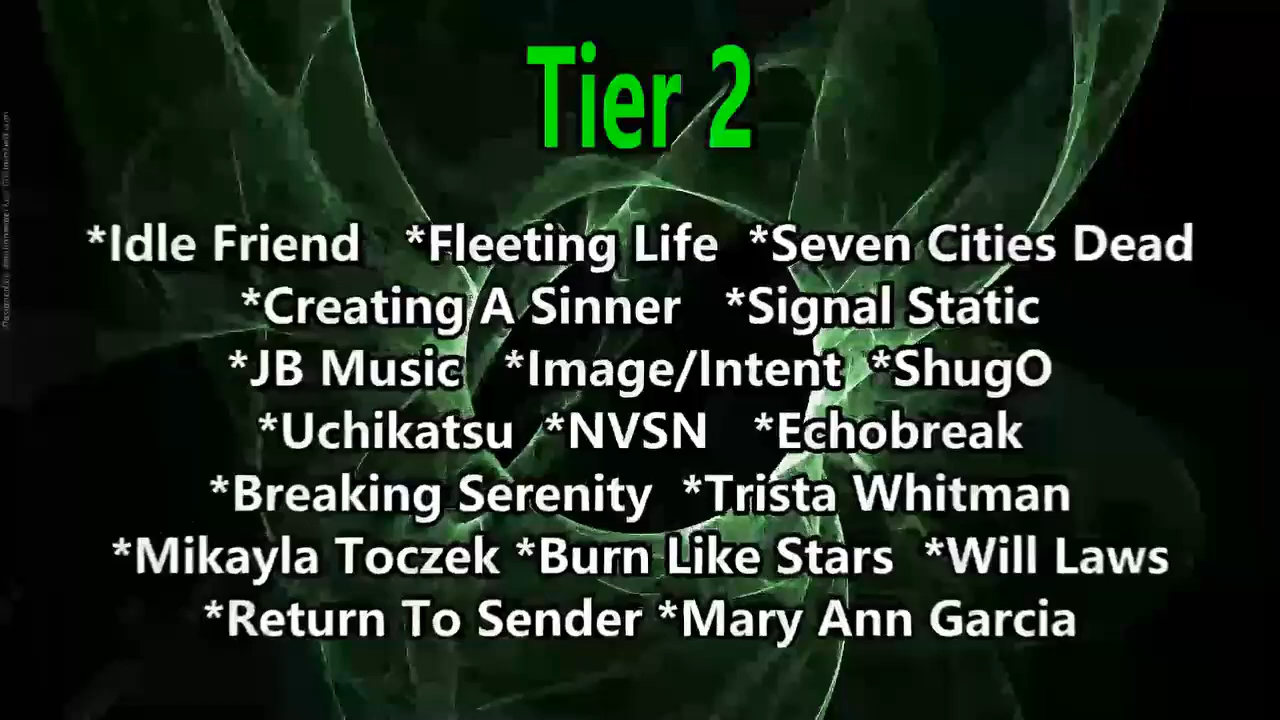 Tier 2
*Idle Friend *Fleeting Life *Seven Cities Dead
*Creating A Sinner *Signal Static
*JB Music *Image/Intent *ShugO
*Uchikatsu *NVSN *Echobreak
*Breaking Serenity *Trista Whitman
*Mikayla Toczek *Burn Like Stars *Will Laws
*Return To Sender *Mary Ann Garcia